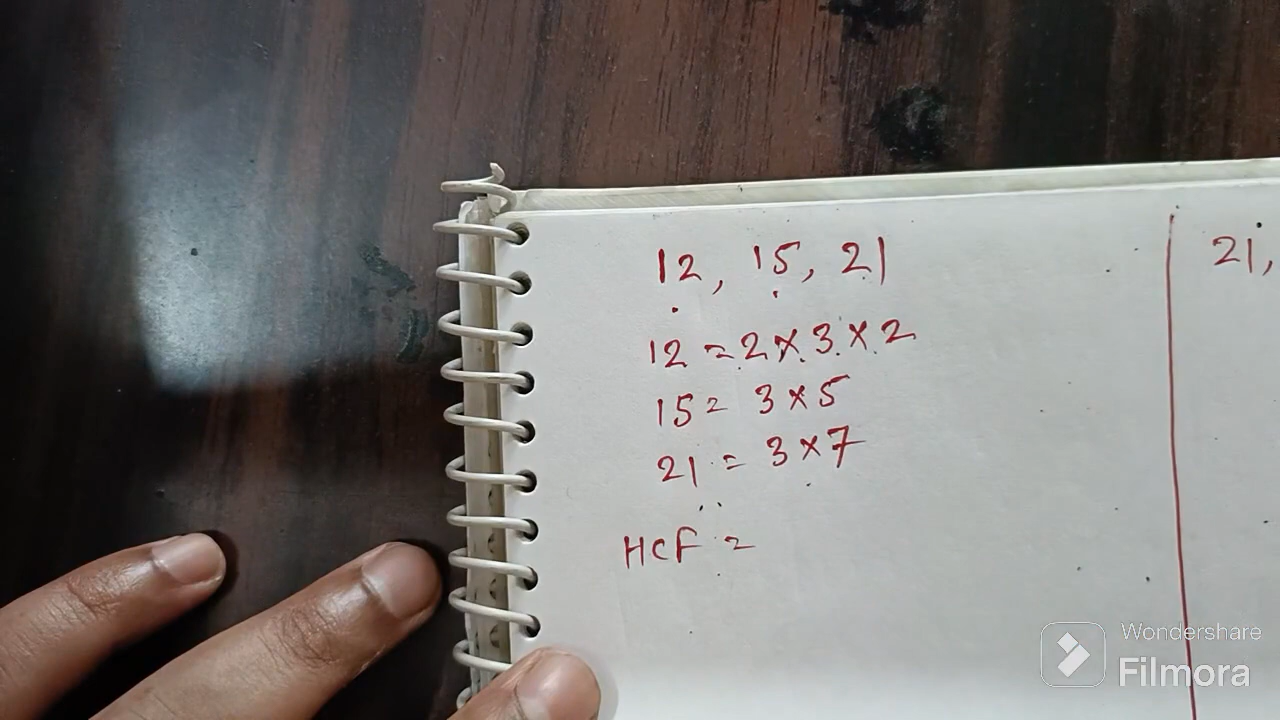 12, 15, 21
12 = 2 × 3 × 2
15 = 3 × 5
21 = 3 × 7
HCF =
21,
Wondershare
Filmora